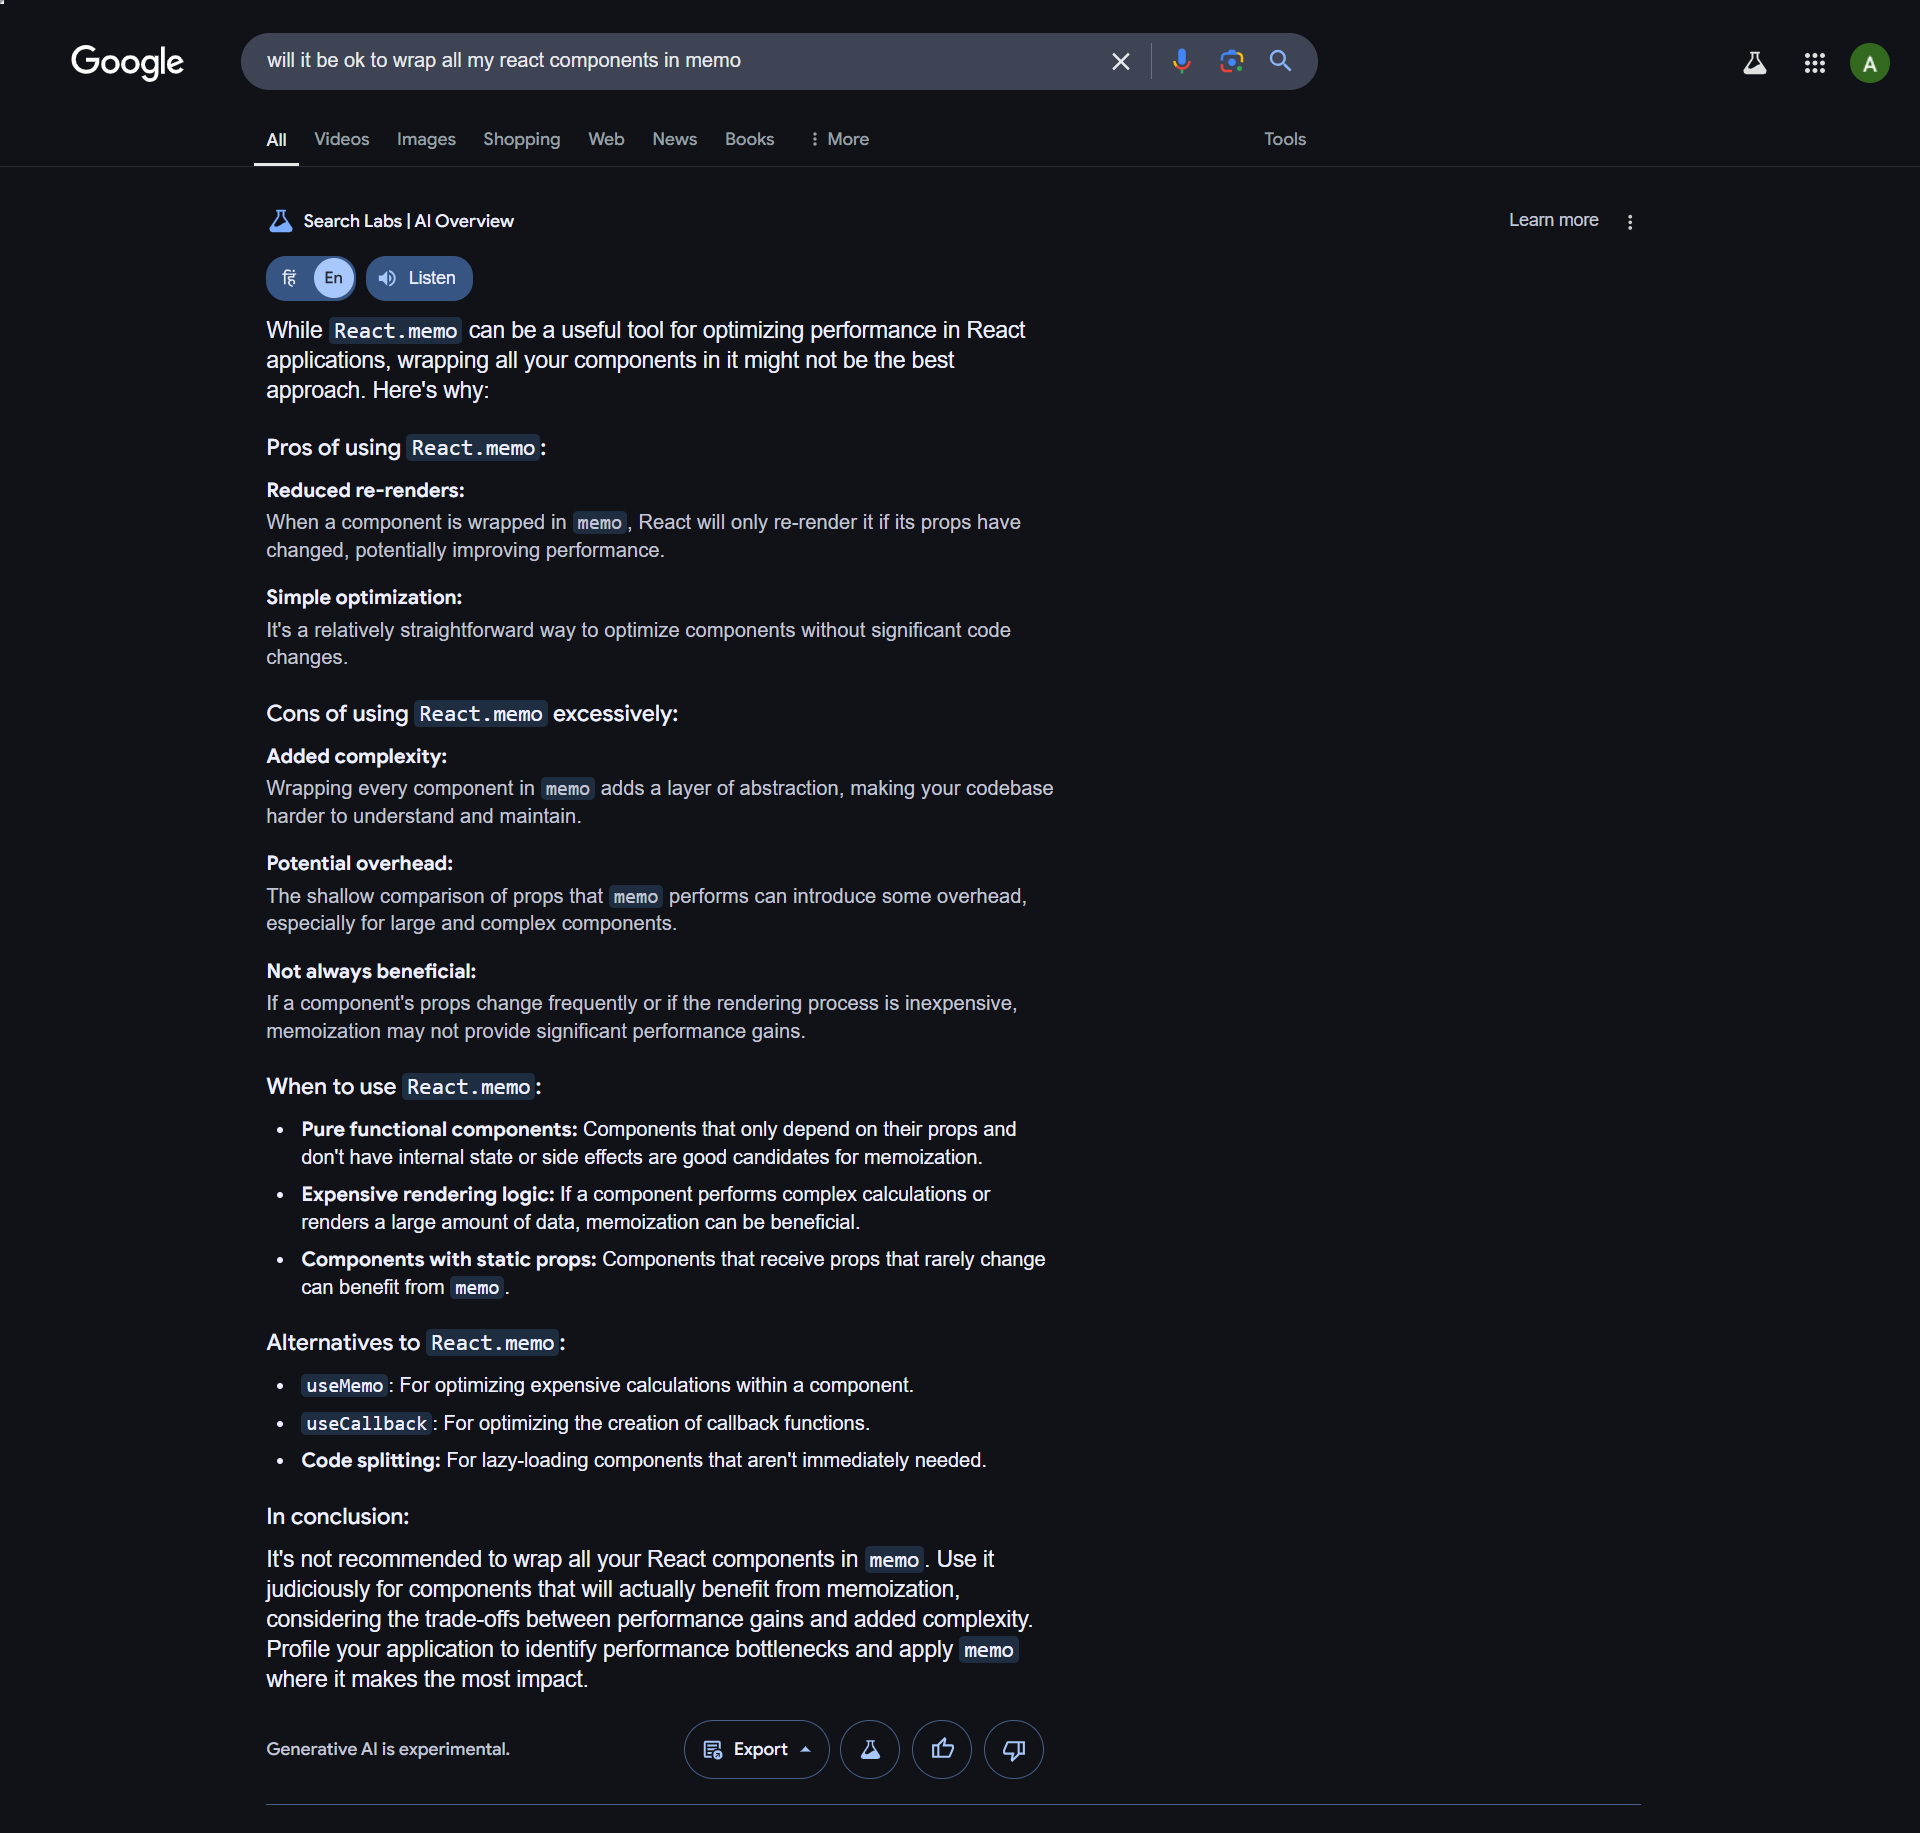 Google
will it be ok to wrap all my react components in memo
A
All Videos Images Shopping Web News Books More Tools
Search Labs | AI Overview Learn more
हिं En Listen
While React.memo can be a useful tool for optimizing performance in React
applications, wrapping all your components in it might not be the best
approach. Here's why:
Pros of using React.memo:
Reduced re-renders:
When a component is wrapped in memo, React will only re-render it if its props have
changed, potentially improving performance.
Simple optimization:
It's a relatively straightforward way to optimize components without significant code
changes.
Cons of using React.memo excessively:
Added complexity:
Wrapping every component in memo adds a layer of abstraction, making your codebase
harder to understand and maintain.
Potential overhead:
The shallow comparison of props that memo performs can introduce some overhead,
especially for large and complex components.
Not always beneficial:
If a component's props change frequently or if the rendering process is inexpensive,
memoization may not provide significant performance gains.
When to use React.memo:
• Pure functional components: Components that only depend on their props and
don't have internal state or side effects are good candidates for memoization.
• Expensive rendering logic: If a component performs complex calculations or
renders a large amount of data, memoization can be beneficial.
• Components with static props: Components that receive props that rarely change
can benefit from memo.
Alternatives to React.memo:
• useMemo: For optimizing expensive calculations within a component.
• useCallback: For optimizing the creation of callback functions.
• Code splitting: For lazy-loading components that aren't immediately needed.
In conclusion:
It's not recommended to wrap all your React components in memo. Use it
judiciously for components that will actually benefit from memoization,
considering the trade-offs between performance gains and added complexity.
Profile your application to identify performance bottlenecks and apply memo
where it makes the most impact.
Generative AI is experimental. Export